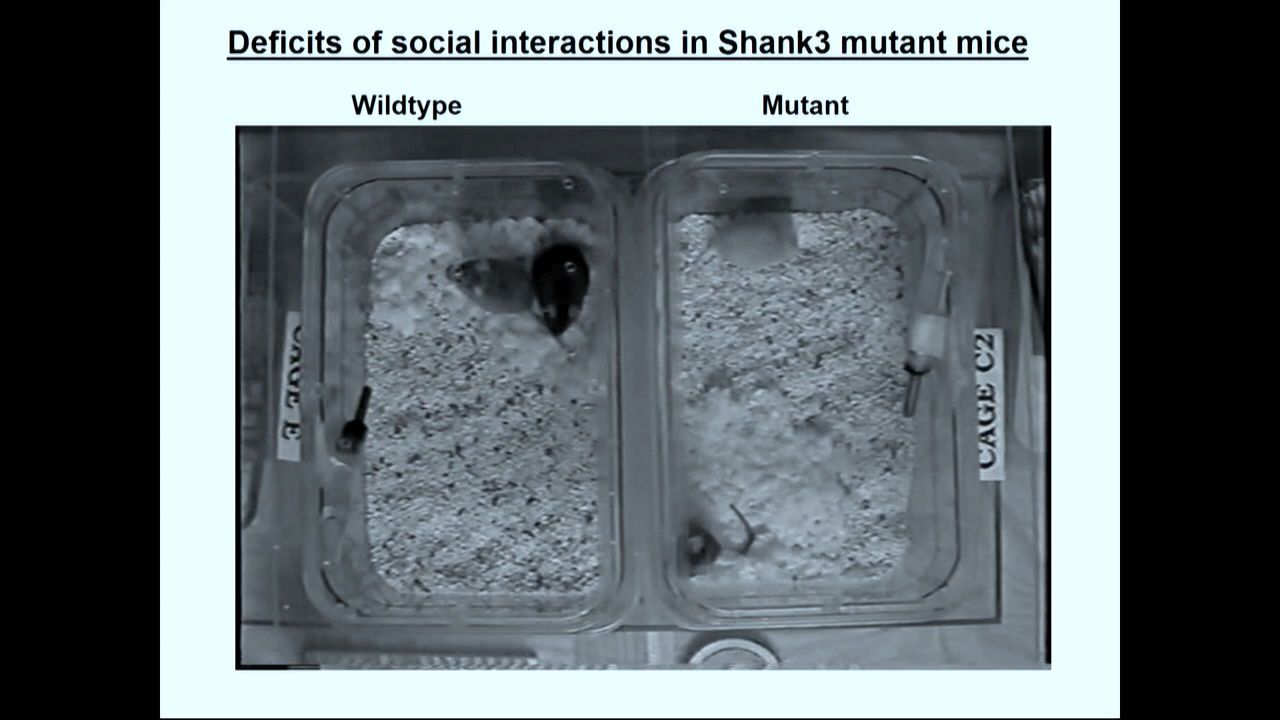 Deficits of social interactions in Shank3 mutant mice
Wildtype
Mutant
CAGE E
CAGE C2